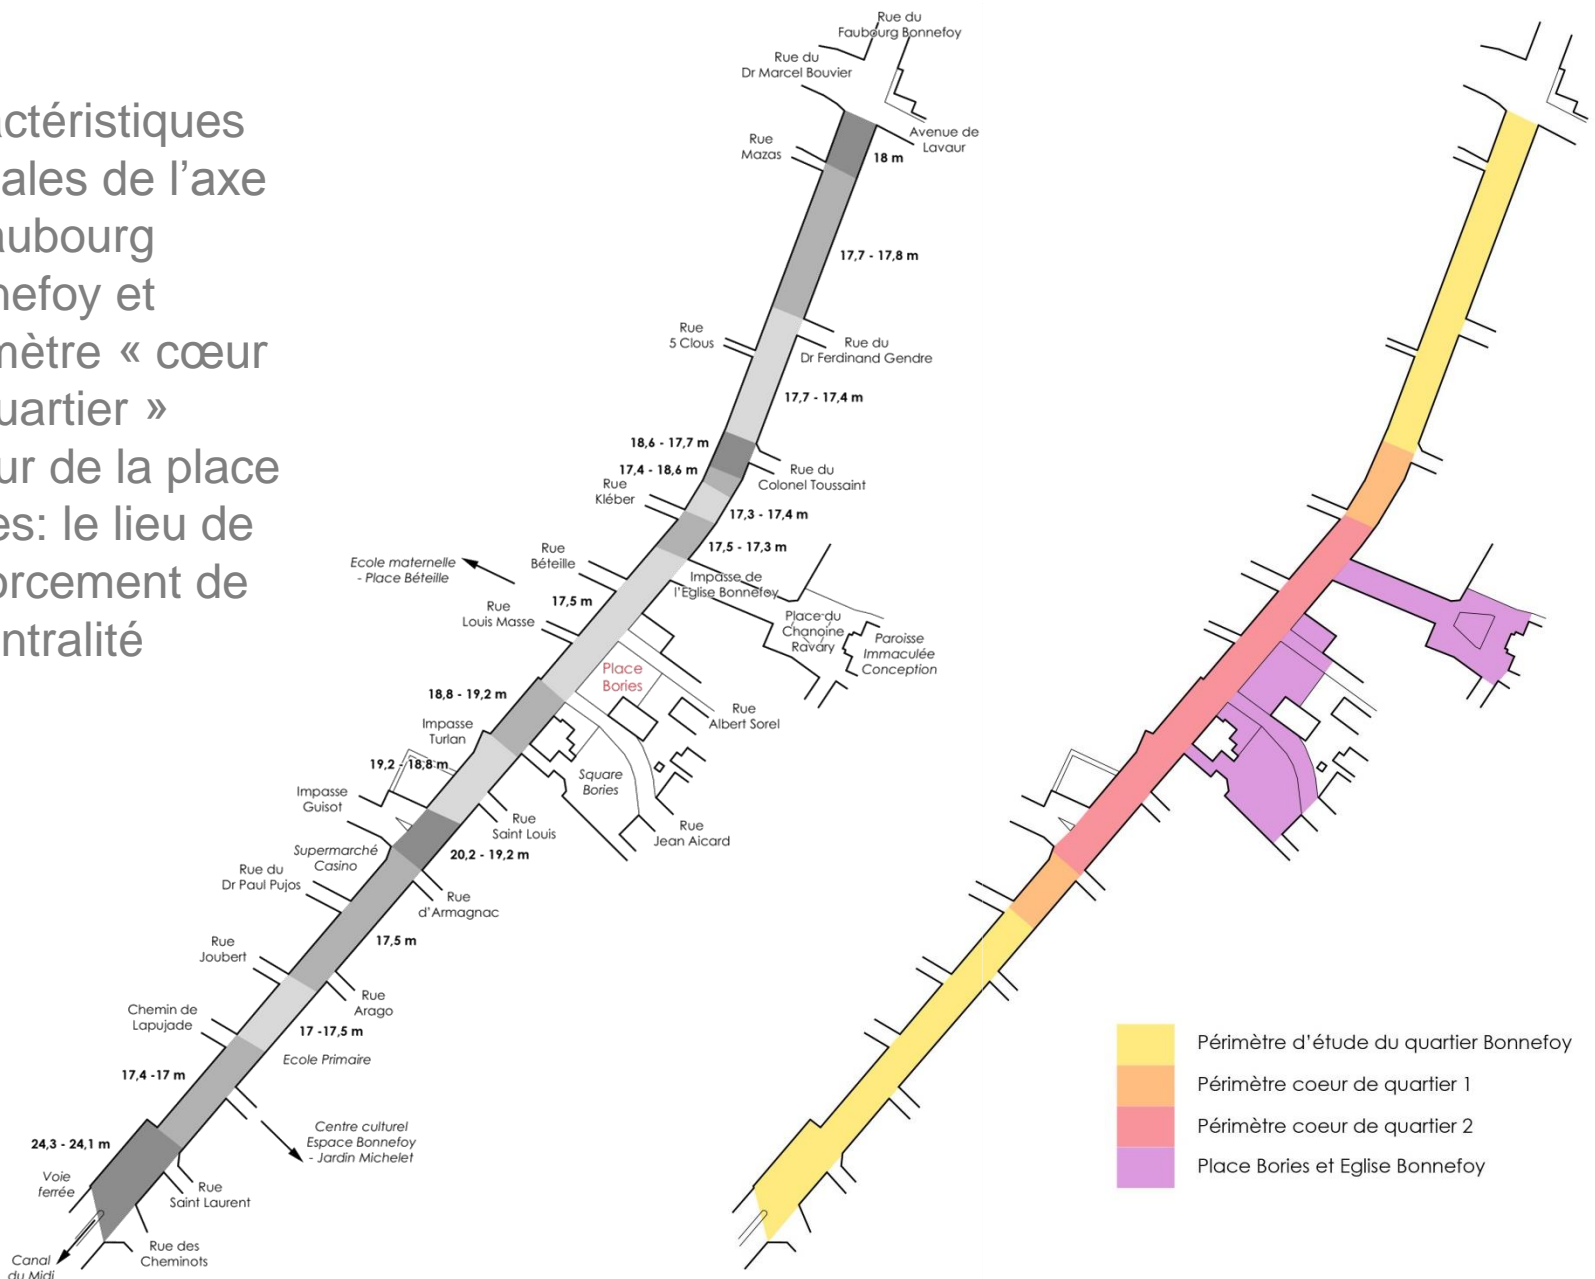 actéristiques
ales de l’axe
aubourg
nefoy et
mètre « cœur
uartier »
ur de la place
es: le lieu de
orcement de
ntralité
Rue du
Faubourg Bonnefoy
Rue du
Dr Marcel Bouvier
Avenue de
Lavaur
Rue
Mazas
18 m
17,7 - 17,8 m
Rue
5 Clous
Rue du
Dr Ferdinand Gendre
17,7 - 17,4 m
18,6 - 17,7 m
17,4 - 18,6 m
Rue du
Colonel Toussaint
Rue
Kléber
17,3 - 17,4 m
17,5 - 17,3 m
Rue
Béteille
Ecole maternelle
- Place Béteille
Impasse de
l’Eglise Bonnefoy
17,5 m
Rue
Louis Masse
Place du
Chanoine
Ravary
Paroisse
Immaculée
Conception
Place
Bories
18,8 - 19,2 m
Rue
Albert Sorel
Impasse
Turlan
19,2 - 18,8 m
Square
Bories
Impasse
Guisot
Rue
Saint Louis
Rue
Jean Aicard
Supermarché
Casino
20,2 - 19,2 m
Rue du
Dr Paul Pujos
Rue
d’Armagnac
17,5 m
Rue
Joubert
Rue
Arago
Chemin de
Lapujade
17 -17,5 m
Ecole Primaire
17,4 -17 m
Centre culturel
Espace Bonnefoy
- Jardin Michelet
24,3 - 24,1 m
Voie
ferrée
Rue
Saint Laurent
Rue des
Cheminots
Canal
du Midi
Périmètre d’étude du quartier Bonnefoy
Périmètre coeur de quartier 1
Périmètre coeur de quartier 2
Place Bories et Eglise Bonnefoy